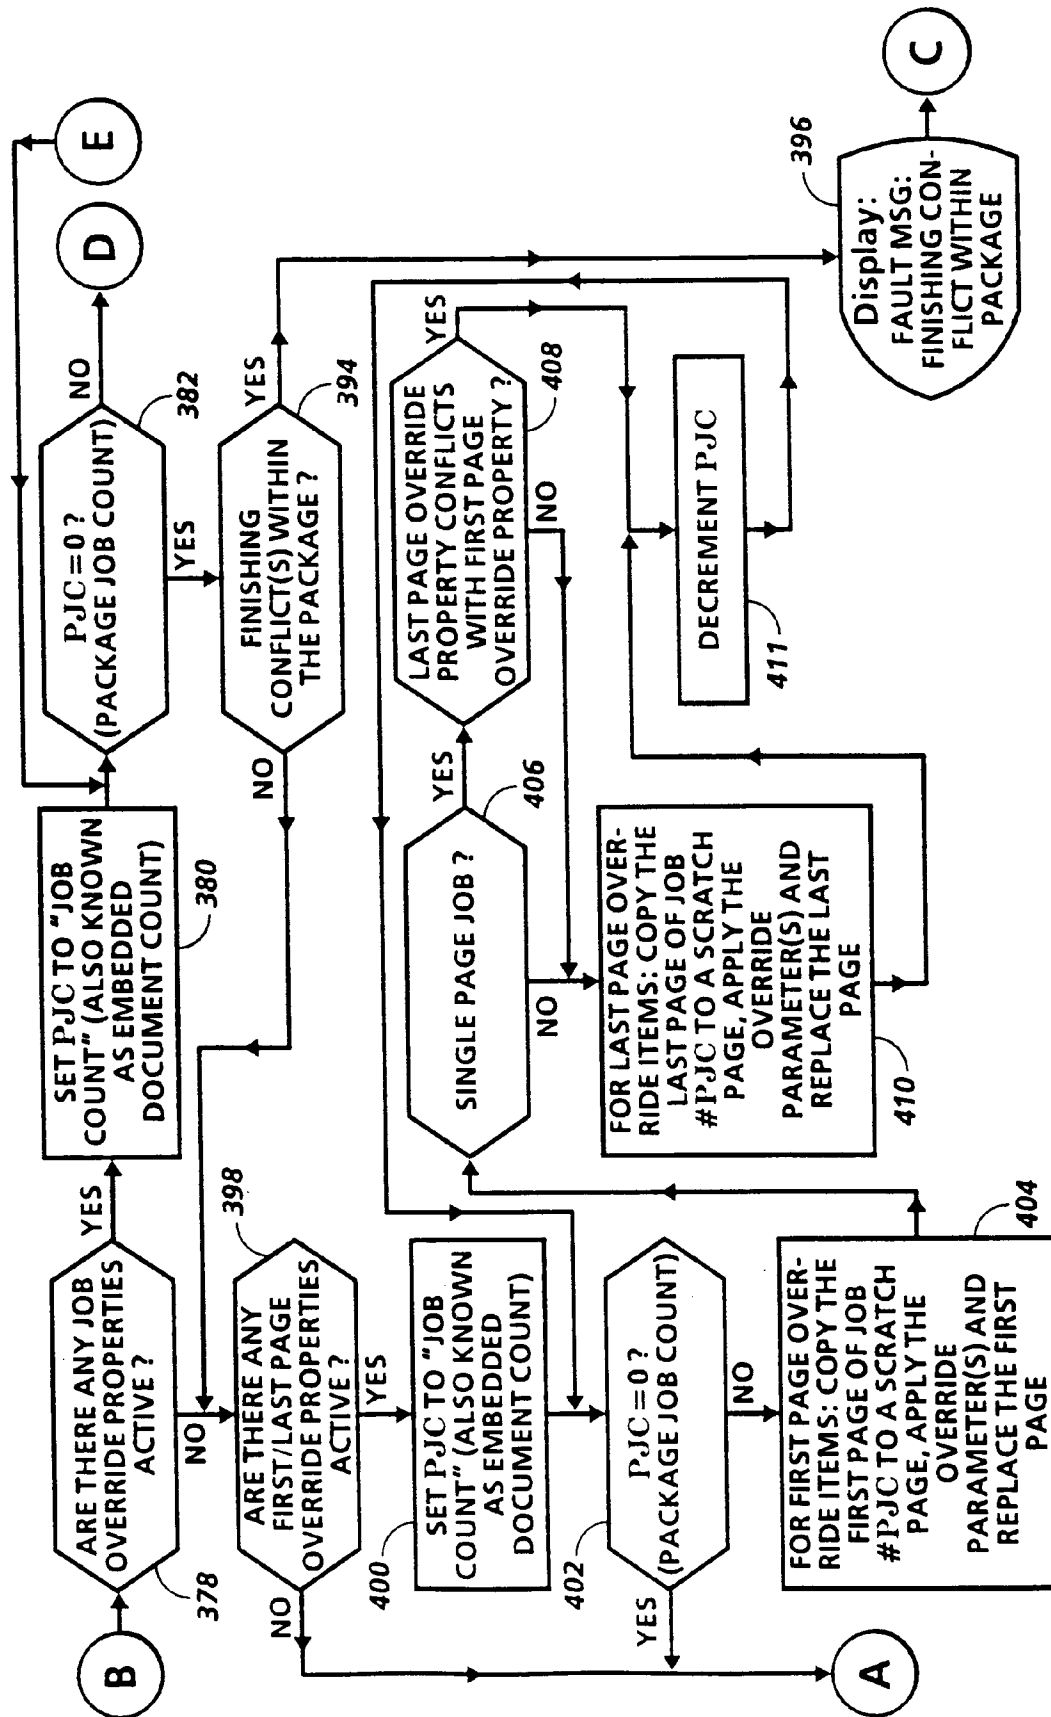 B
ARE THERE ANY JOB
OVERRIDE PROPERTIES
ACTIVE ?
378
YES
NO
SET PJC TO "JOB
COUNT" (ALSO KNOWN
AS EMBEDDED
DOCUMENT COUNT)
380
PJC=0 ?
(PACKAGE JOB COUNT)
382
NO
YES
D
E
ARE THERE ANY
FIRST/LAST PAGE
OVERRIDE PROPERTIES
ACTIVE ?
398
NO
YES
FINISHING
CONFLICT(S) WITHIN
THE PACKAGE ?
394
NO
YES
SET PJC TO "JOB
COUNT" (ALSO KNOWN
AS EMBEDDED
DOCUMENT COUNT)
400
SINGLE PAGE JOB ?
406
YES
NO
LAST PAGE OVERRIDE
PROPERTY CONFLICTS
WITH FIRST PAGE
OVERRIDE PROPERTY ?
408
YES
NO
PJC=0 ?
(PACKAGE JOB COUNT)
402
YES
NO
FOR LAST PAGE OVER-
RIDE ITEMS: COPY THE
LAST PAGE OF JOB
#PJC TO A SCRATCH
PAGE, APPLY THE
OVERRIDE
PARAMETER(S) AND
REPLACE THE LAST
PAGE
410
DECREMENT PJC
411
FOR FIRST PAGE OVER-
RIDE ITEMS: COPY THE
FIRST PAGE OF JOB
#PJC TO A SCRATCH
PAGE, APPLY THE
OVERRIDE
PARAMETER(S) AND
REPLACE THE FIRST
PAGE
404
A
Display:
FAULT MSG:
FINISHING CON-
FLICT WITHIN
PACKAGE
396
C